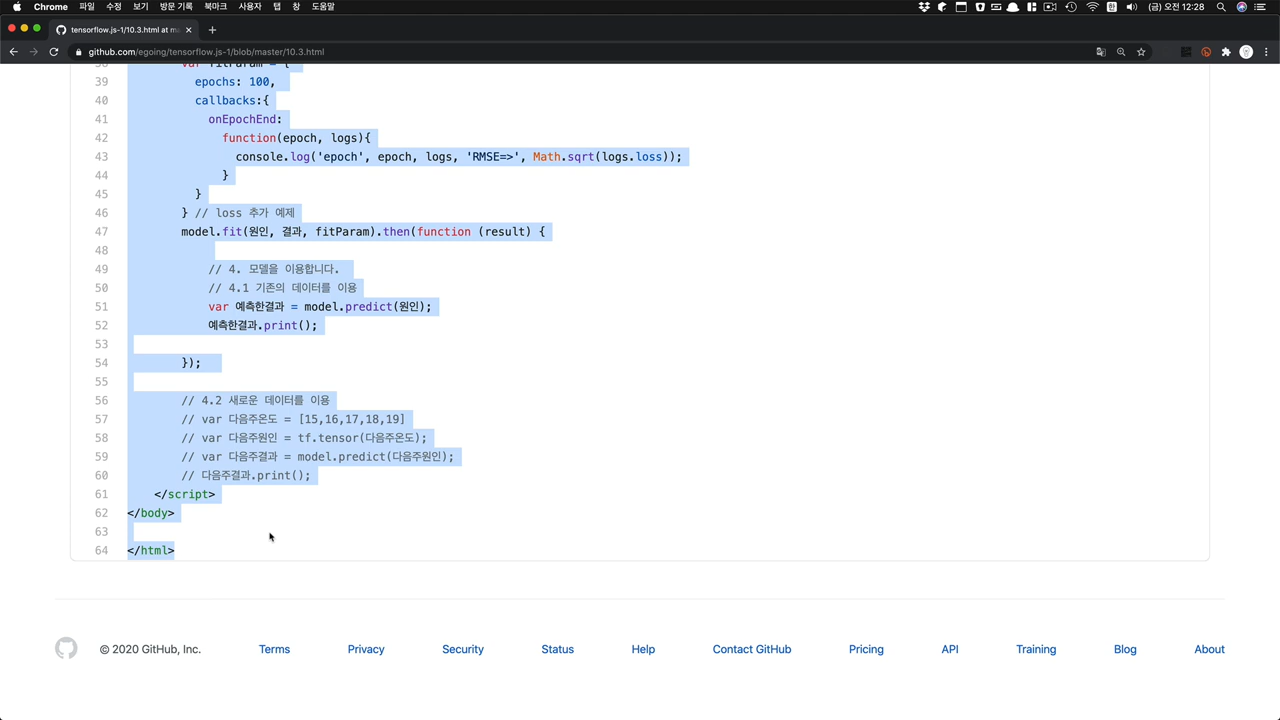 Chrome 파일 수정 보기 방문 기록 북마크 사용자 탭 창 도움말 (금) 오전 12:28
tensorflow.js-1/10.3.html at ma
github.com/egoing/tensorflow.js-1/blob/master/10.3.html
38 var fitParam = {
39 epochs: 100,
40 callbacks:{
41 onEpochEnd:
42 function(epoch, logs){
43 console.log('epoch', epoch, logs, 'RMSE=>', Math.sqrt(logs.loss));
44 }
45 }
46 } // loss 추가 예제
47 model.fit(원인, 결과, fitParam).then(function (result) {
48
49 // 4. 모델을 이용합니다.
50 // 4.1 기존의 데이터를 이용
51 var 예측한결과 = model.predict(원인);
52 예측한결과.print();
53
54 });
55
56 // 4.2 새로운 데이터를 이용
57 // var 다음주온도 = [15,16,17,18,19]
58 // var 다음주원인 = tf.tensor(다음주온도);
59 // var 다음주결과 = model.predict(다음주원인);
60 // 다음주결과.print();
61 </script>
62 </body>
63
64 </html>
© 2020 GitHub, Inc. Terms Privacy Security Status Help Contact GitHub Pricing API Training Blog About